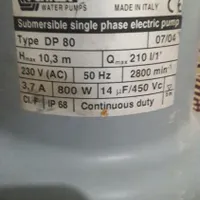 WATER PUMPS MADE IN ITALY CE
Submersible single phase electric pump
Type DP 80 07/04
Hmax 10,3 m Qmax 210 l/1'
230 V (AC) 50 Hz 2800 min⁻¹
3,7 A 800 W 14 µF/450 Vc
Cl.F IP 68 Continuous duty